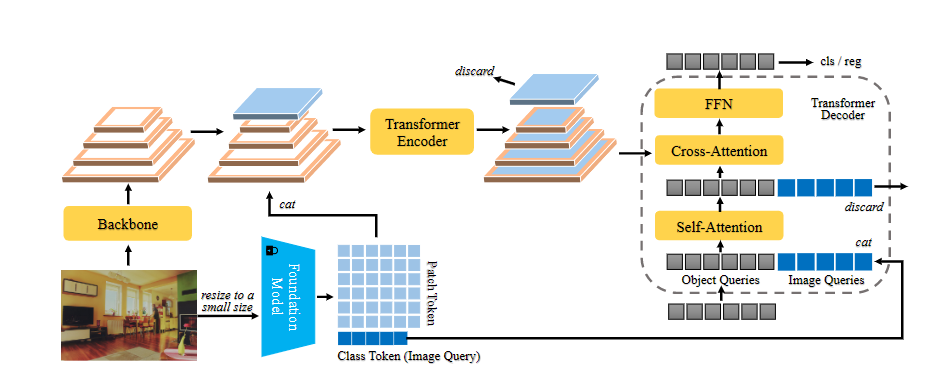 cls / reg
discard
FFN
Transformer
Decoder
Transformer
Encoder
Cross-Attention
cat
discard
Backbone
Self-Attention
cat
Foundation
Model
Patch Token
Object Queries
Image Queries
resize to a
small size
Class Token (Image Query)